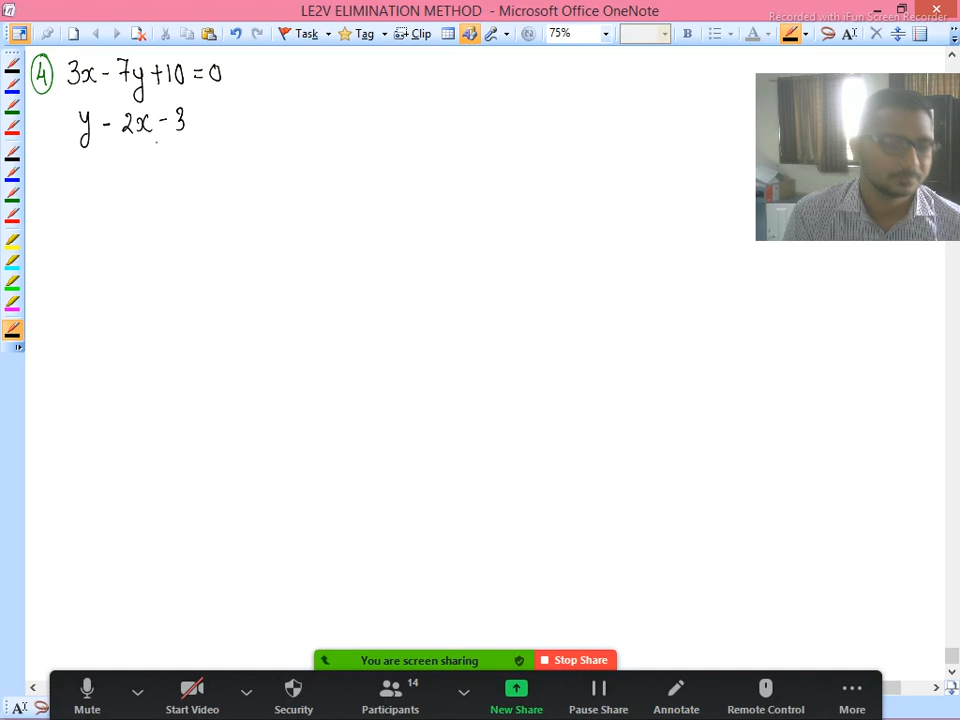 LE2V ELIMINATION METHOD - Microsoft Office OneNote
Recorded with iFun Screen Recorder
Task Tag Clip 75% B A A
④ 3x - 7y + 10 = 0
y - 2x - 3
You are screen sharing Stop Share
14
Mute Start Video Security Participants New Share Pause Share Annotate Remote Control More